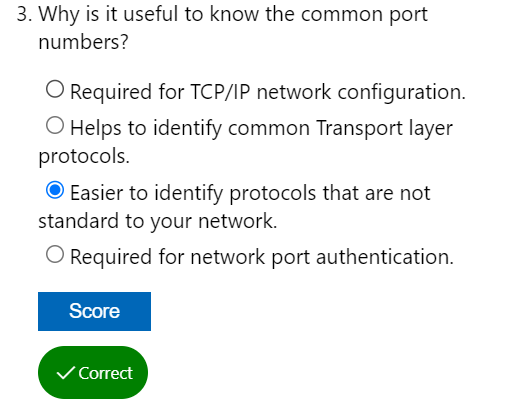 3. Why is it useful to know the common port
numbers?
Required for TCP/IP network configuration.
Helps to identify common Transport layer
protocols.
Easier to identify protocols that are not
standard to your network.
Required for network port authentication.
Score
Correct